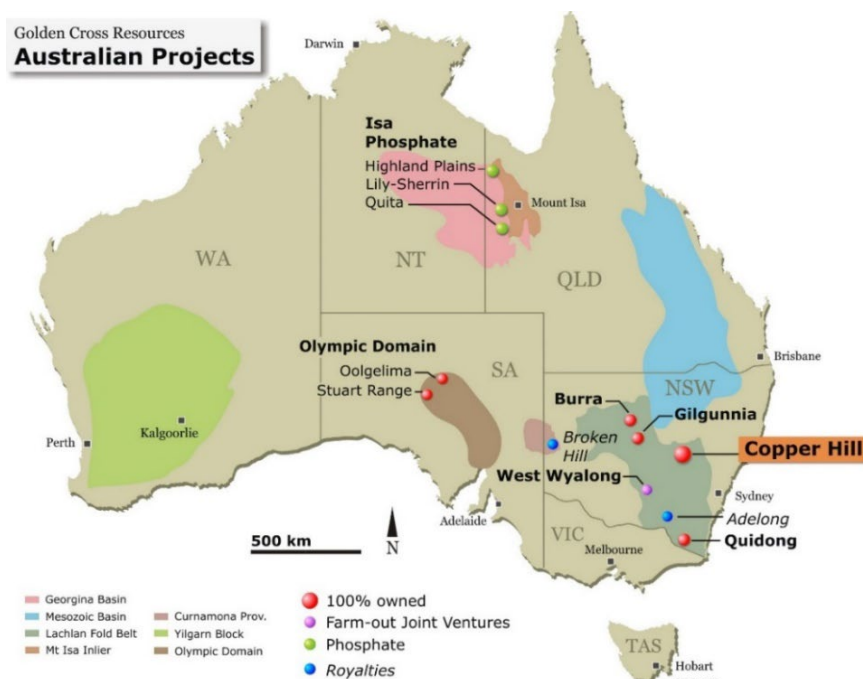 Golden Cross Resources
Australian Projects
Darwin
Isa
Phosphate
Highland Plains
Lily-Sherrin
Quita
Mount Isa
WA
NT
QLD
Olympic Domain
Oolgelima
Stuart Range
SA
Brisbane
NSW
Burra
Gilgunnia
Kalgoorlie
Perth
Broken
Hill
Copper Hill
West Wyalong
Sydney
Adelong
Adelaide
Quidong
VIC
Melbourne
500 km
N
Georgina Basin
Mesozoic Basin
Lachlan Fold Belt
Mt Isa Inlier
Curnamona Prov.
Yilgarn Block
Olympic Domain
100% owned
Farm-out Joint Ventures
Phosphate
Royalties
TAS
Hobart